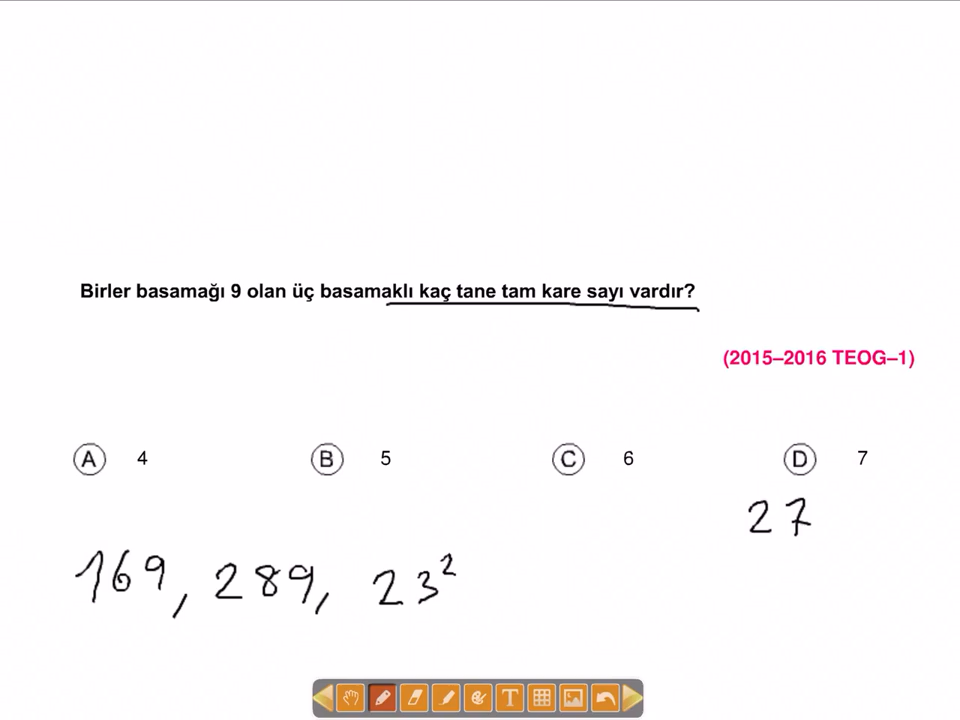 Birler basamağı 9 olan üç basamaklı kaç tane tam kare sayı vardır?
(2015–2016 TEOG–1)
A 4 B 5 C 6 D 7
27
169, 289, 23²
T